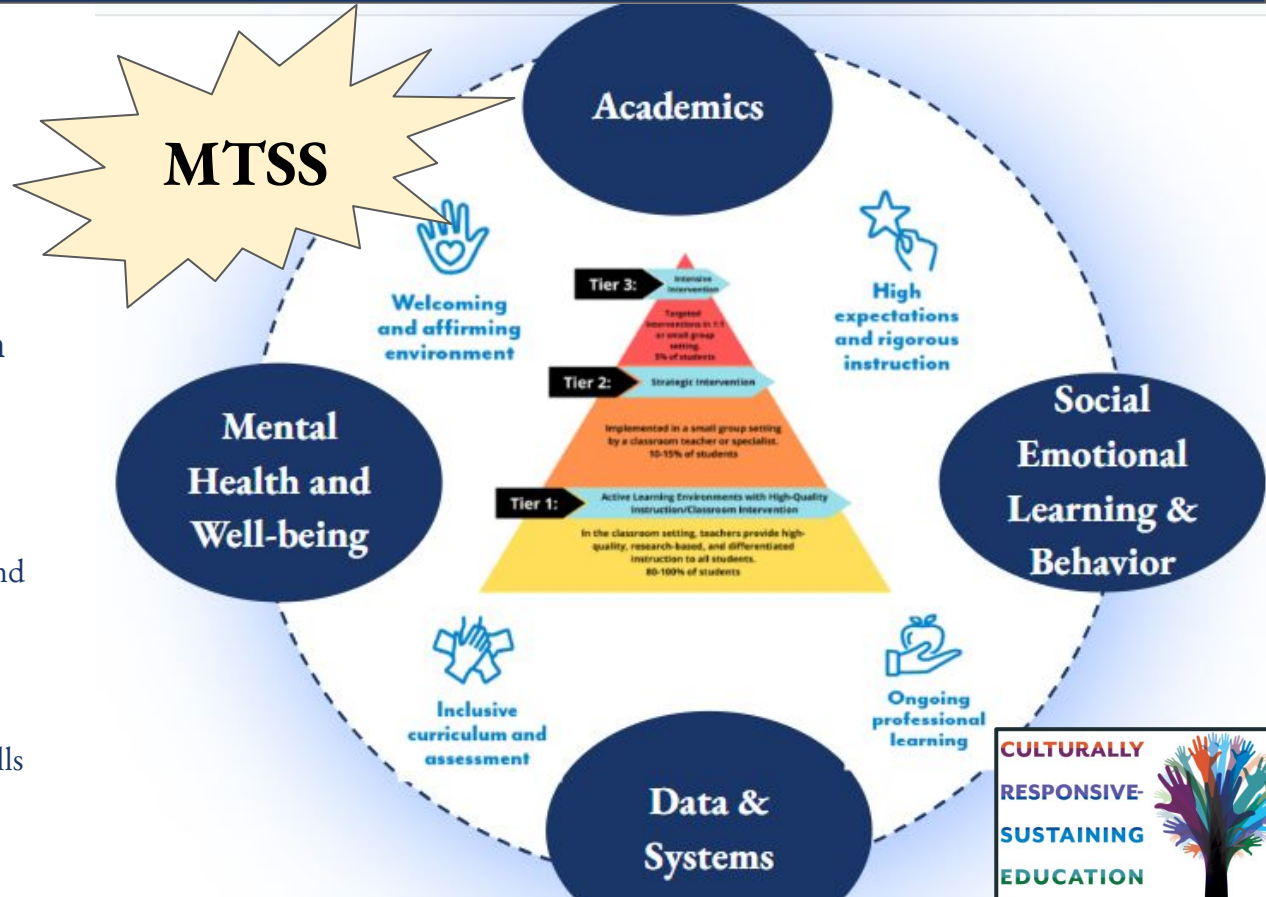 MTSS
Academics
Welcoming
and affirming
environment
High
expectations
and rigorous
instruction
Tier 3:
Intensive
Intervention
Targeted
interventions in 1:1
or small group
setting.
5% of students
Tier 2:
Strategic Intervention
Implemented in a small group setting
by a classroom teacher or specialist.
10-15% of students
Tier 1:
Active Learning Environments with High-Quality
Instruction/Classroom Intervention
In the classroom setting, teachers provide high-
quality, research-based, and differentiated
instruction to all students.
80-100% of students
Mental
Health and
Well-being
Social
Emotional
Learning &
Behavior
Inclusive
curriculum and
assessment
Ongoing
professional
learning
Data &
Systems
CULTURALLY
RESPONSIVE-
SUSTAINING
EDUCATION